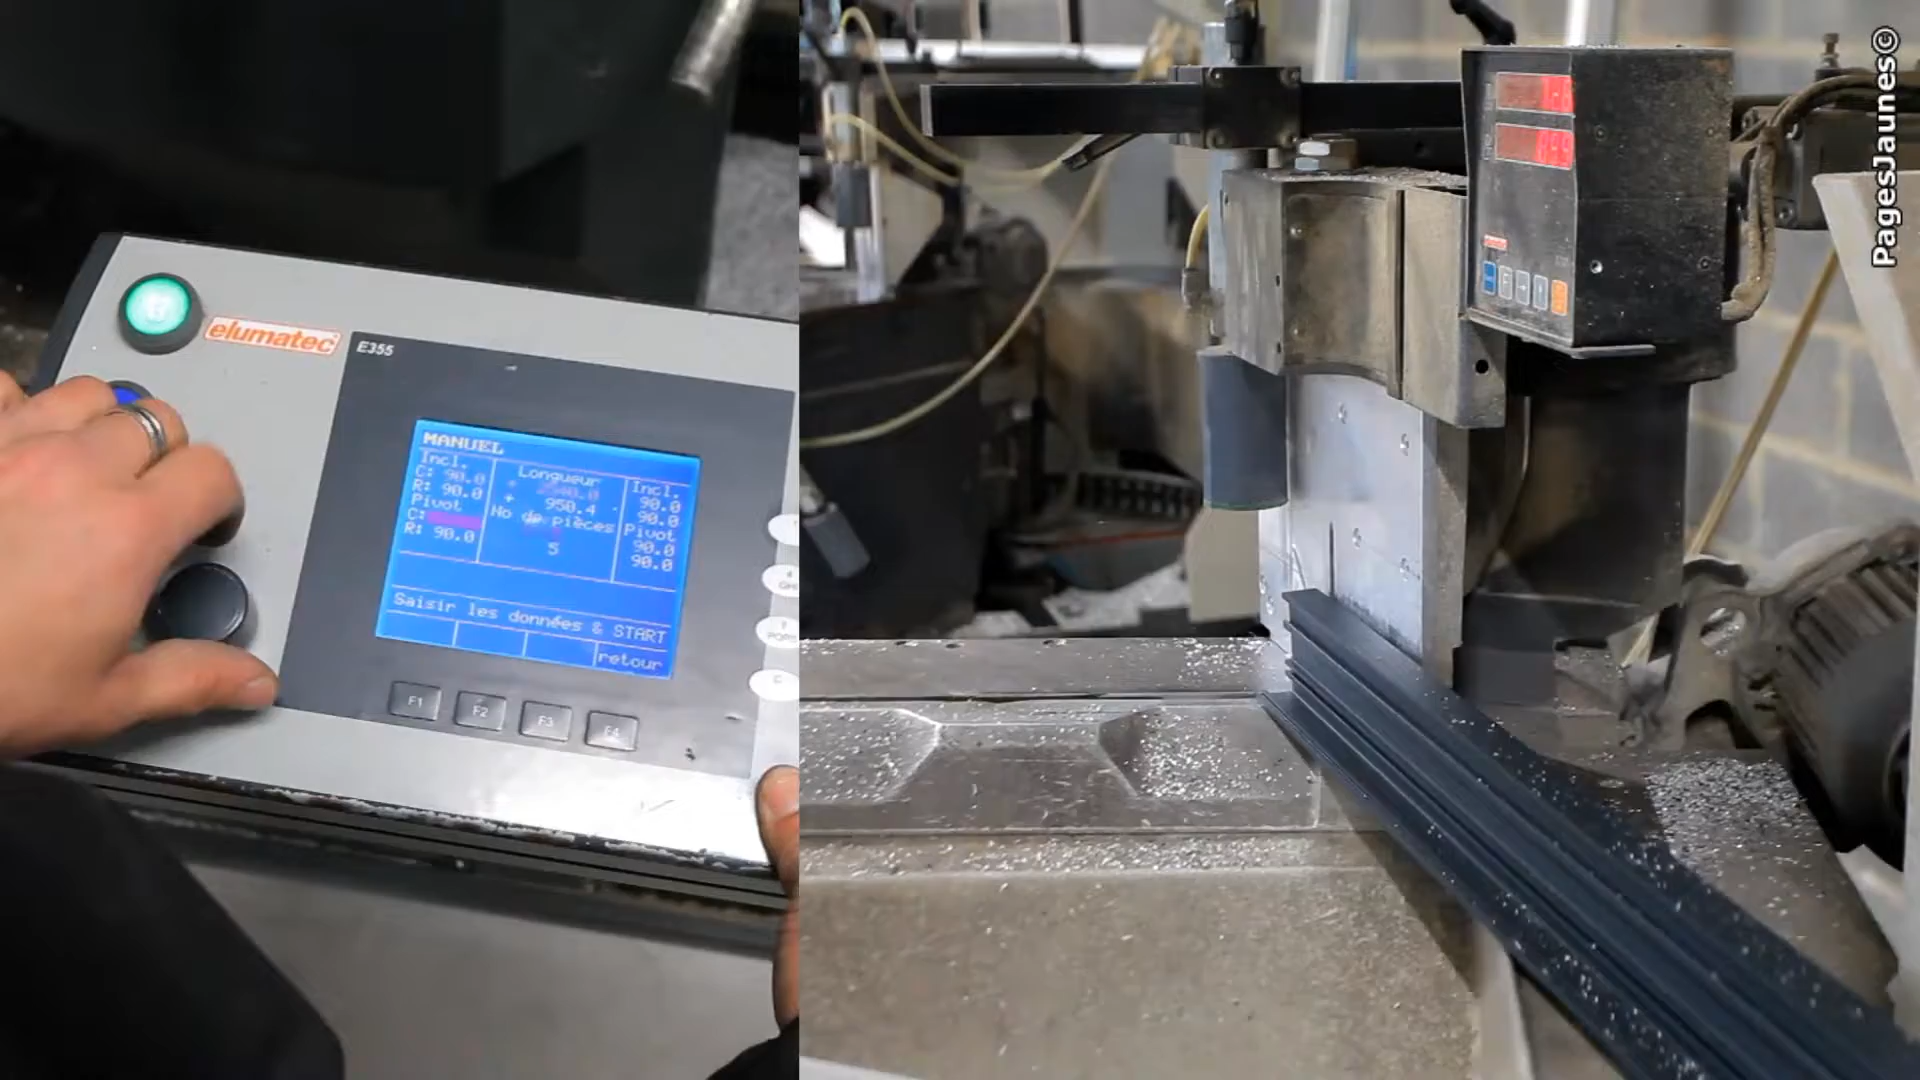 elumatec
E355
MANUEL
Incl.
C: 90.0
R: 90.0
Pivot
C:
R: 90.0
Longueur
+ 950.4
No de pièces
5
Incl.
90.0
90.0
Pivot
90.0
90.0
Saisir les données & START
retour
F1
F2
F3
F4
PagesJaunes©